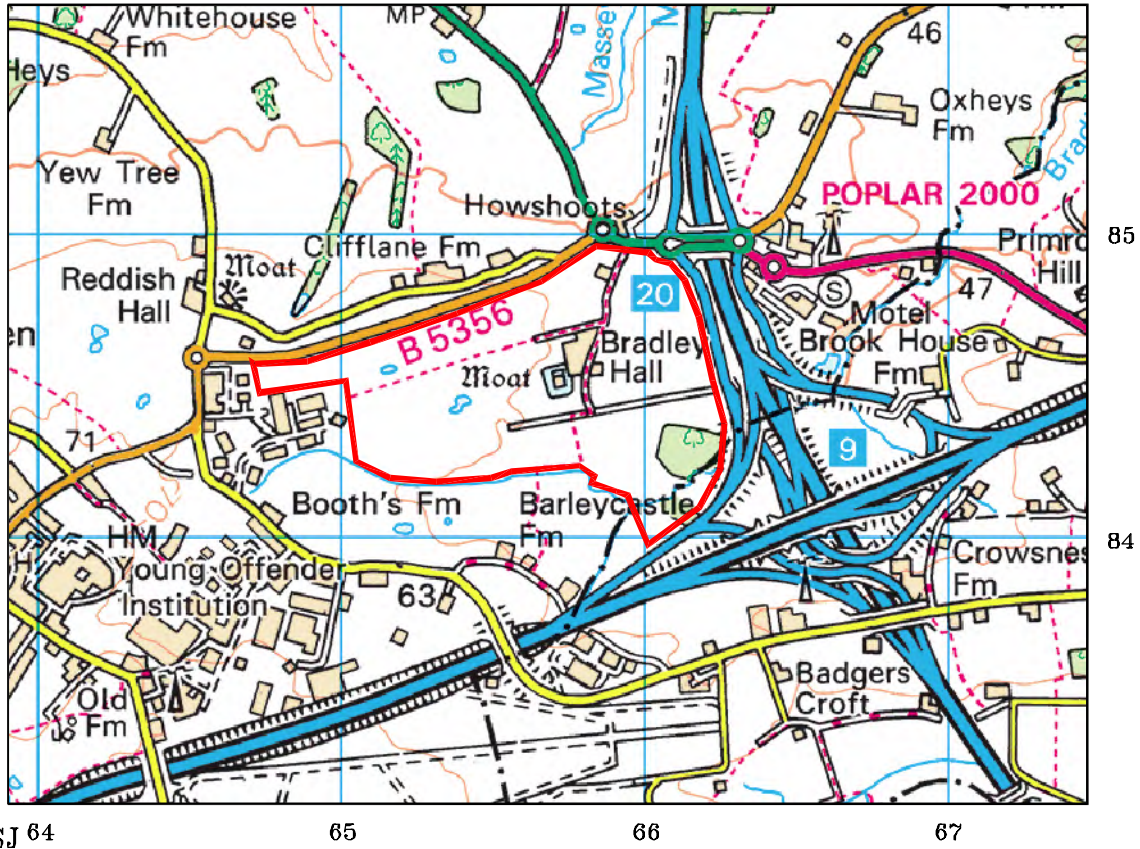 Whitehouse
Fm
MP
Masse
M
46
Heys
Oxheys
Fm
Yew Tree
Fm
Brac
POPLAR 2000
Howshoots
85
Clifflane Fm
Primro
Hill
Moat
Reddish
Hall
20
S
47
B 5356
Motel
en
Bradley
Hall
Brook House
Fm
Moat
71
9
Booth's Fm
Barleycastle
Fm
84
HM
Young Offender
Institution
H
Crowsnes
Fm
63
Old
Fm
Badgers
Croft
SJ 64
65
66
67